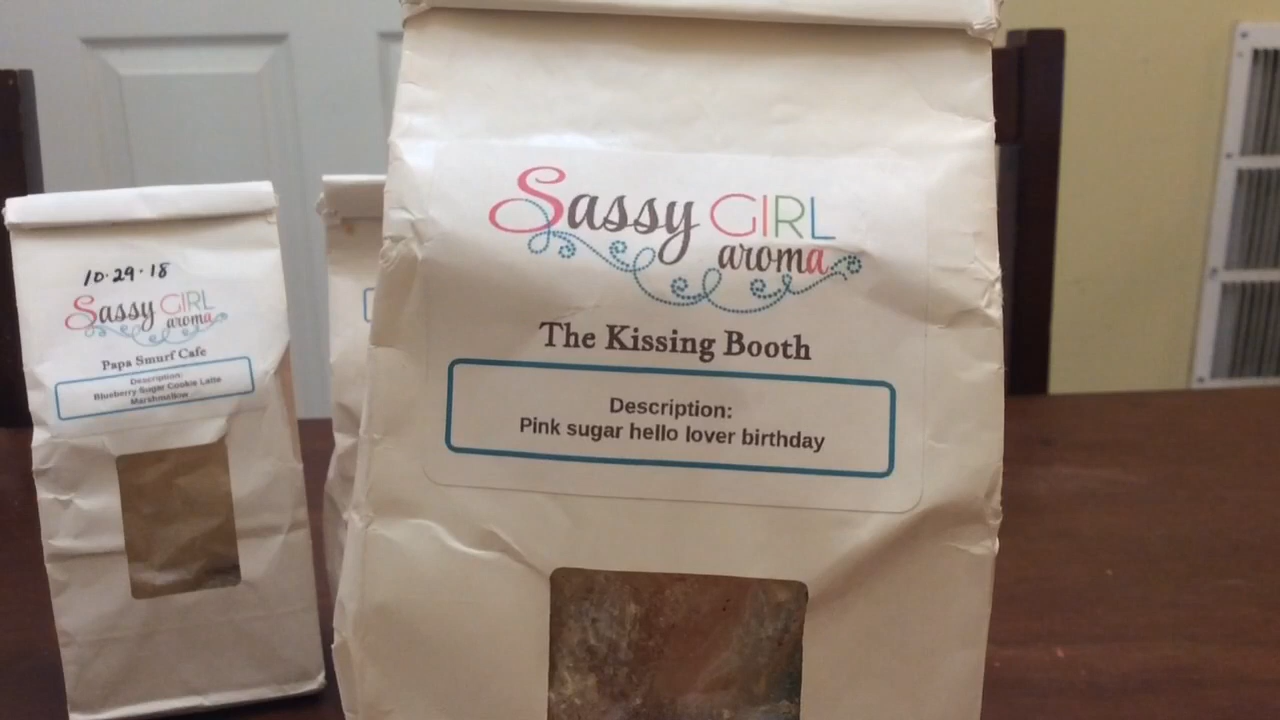 10·29·18
Sassy GIRL
aroma
Papa Smurf Cafe
Description:
Blueberry Sugar Cookie Latte
Marshmallow
Sassy GIRL
aroma
The Kissing Booth
Description:
Pink sugar hello lover birthday